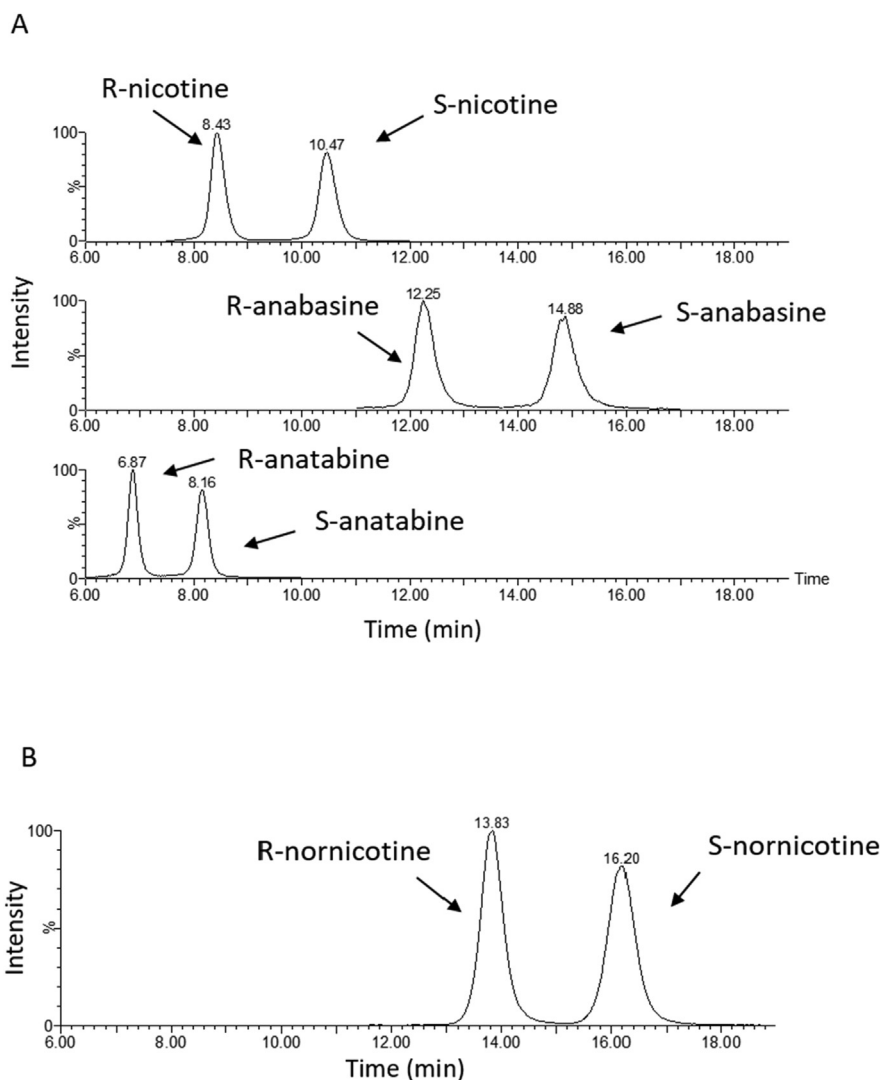 A
R-nicotine
S-nicotine
8.43
10.47
100
%
0
6.00 8.00 10.00 12.00 14.00 16.00 18.00
Intensity
R-anabasine
S-anabasine
12.25
14.88
100
%
0
6.00 8.00 10.00 12.00 14.00 16.00 18.00
R-anatabine
S-anatabine
6.87
8.16
100
%
0
Time
6.00 8.00 10.00 12.00 14.00 16.00 18.00
Time (min)
B
13.83
16.20
R-nornicotine
S-nornicotine
100
Intensity
%
0
6.00 8.00 10.00 12.00 14.00 16.00 18.00
Time (min)